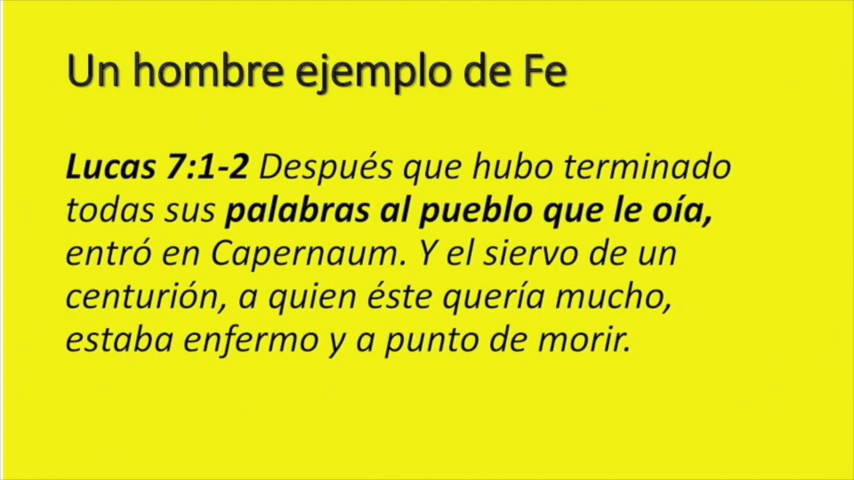 Un hombre ejemplo de Fe
Lucas 7:1-2 Después que hubo terminado
todas sus palabras al pueblo que le oía,
entró en Capernaum. Y el siervo de un
centurión, a quien éste quería mucho,
estaba enfermo y a punto de morir.